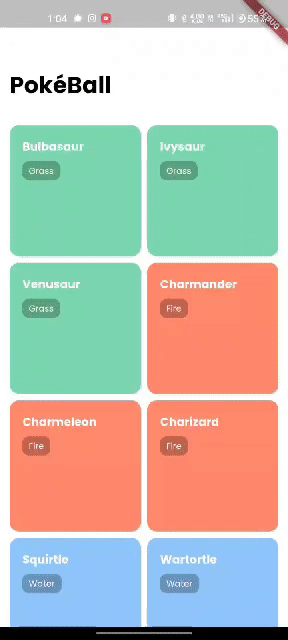 1:04
55%
DEBUG
PokéBall
Bulbasaur
Ivysaur
Grass
Grass
Venusaur
Charmander
Grass
Fire
Charmeleon
Charizard
Fire
Fire
Squirtle
Wartortle
Water
Water